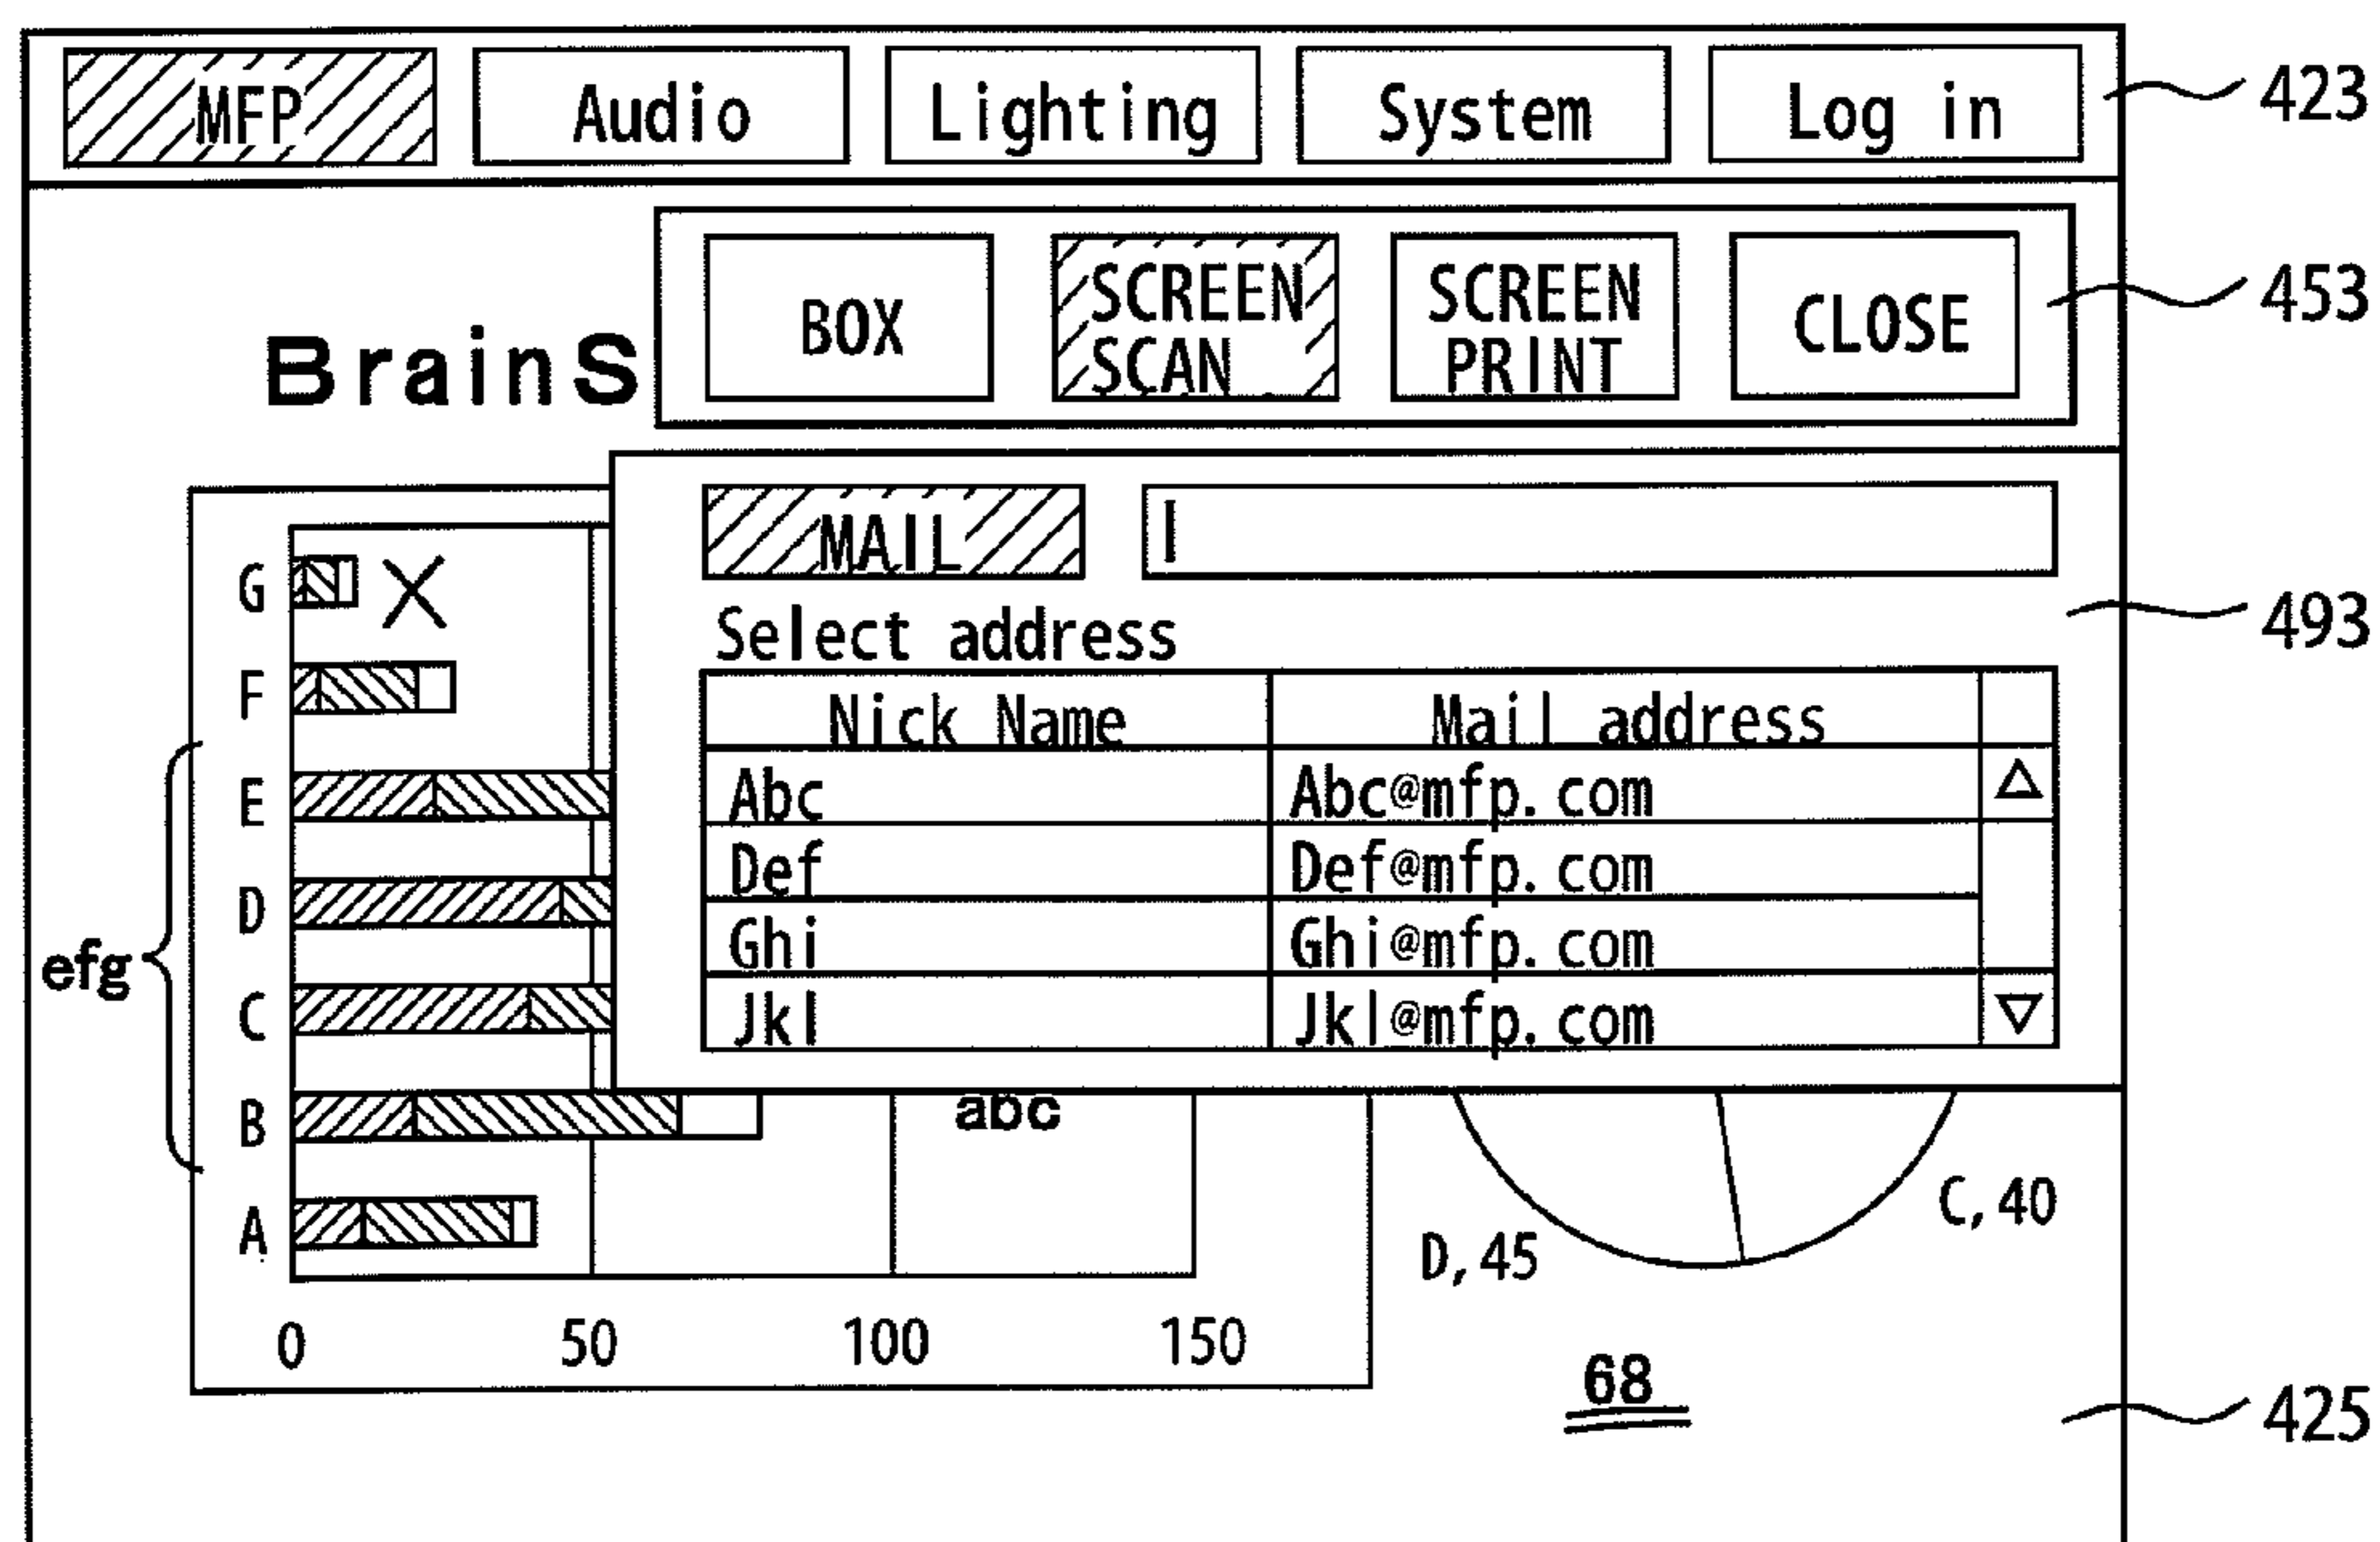 MFP Audio Lighting System Log in 423
BOX SCREEN SCAN SCREEN PRINT CLOSE 453
BrainS
MAIL
493
Select address
Nick Name Mail address
Abc Abc@mfp.com
Def Def@mfp.com
Ghi Ghi@mfp.com
Jkl Jkl@mfp.com
G
F
E
D
C
B
A
efg
abc
0 50 100 150
D,45
C,40
68
425